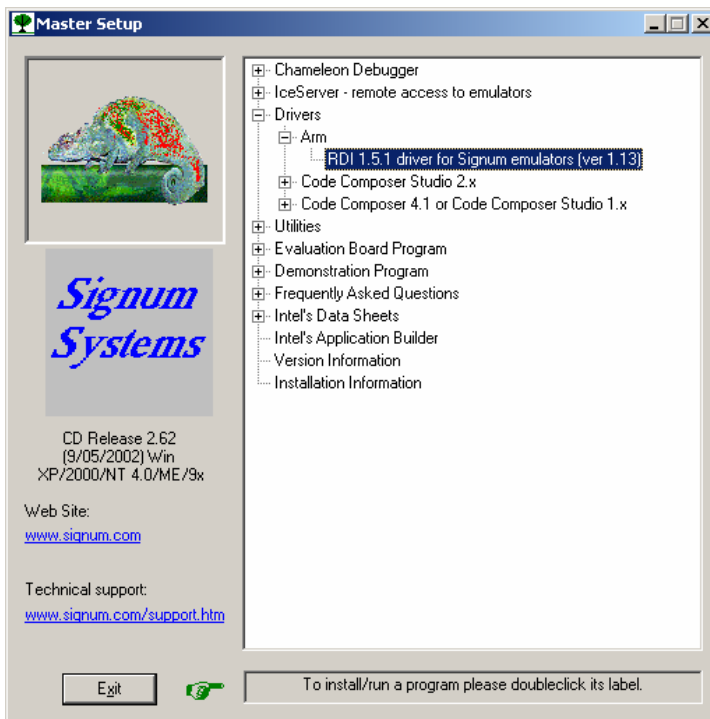 Master Setup
Chameleon Debugger
IceServer - remote access to emulators
Drivers
Arm
RDI 1.5.1 driver for Signum emulators (ver 1.13)
Code Composer Studio 2.x
Code Composer 4.1 or Code Composer Studio 1.x
Utilities
Evaluation Board Program
Demonstration Program
Frequently Asked Questions
Intel's Data Sheets
Intel's Application Builder
Version Information
Installation Information
Signum
Systems
CD Release 2.62
(9/05/2002) Win
XP/2000/NT 4.0/ME/9x
Web Site:
www.signum.com
Technical support:
www.signum.com/support.htm
Exit
To install/run a program please doubleclick its label.